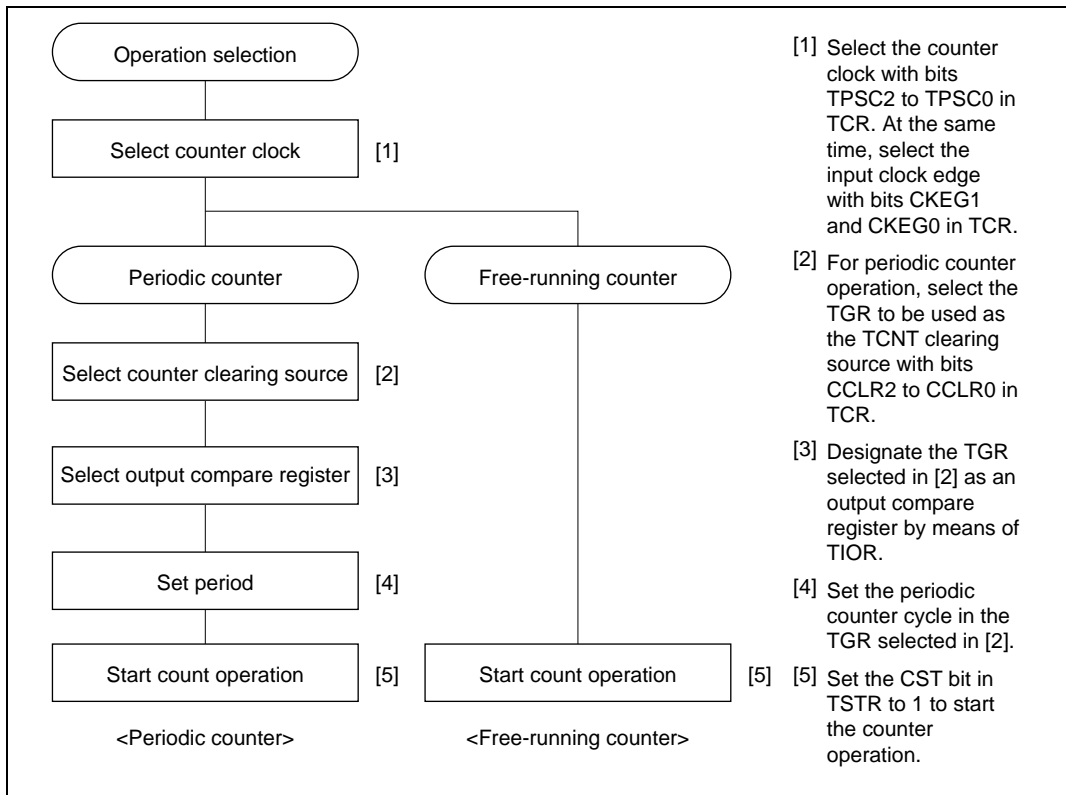 Operation selection
Select counter clock [1]
Periodic counter
Free-running counter
Select counter clearing source [2]
Select output compare register [3]
Set period [4]
Start count operation [5]
Start count operation [5]
<Periodic counter>
<Free-running counter>
[1] Select the counter
clock with bits
TPSC2 to TPSC0 in
TCR. At the same
time, select the
input clock edge
with bits CKEG1
and CKEG0 in TCR.
[2] For periodic counter
operation, select the
TGR to be used as
the TCNT clearing
source with bits
CCLR2 to CCLR0 in
TCR.
[3] Designate the TGR
selected in [2] as an
output compare
register by means of
TIOR.
[4] Set the periodic
counter cycle in the
TGR selected in [2].
[5] Set the CST bit in
TSTR to 1 to start
the counter
operation.